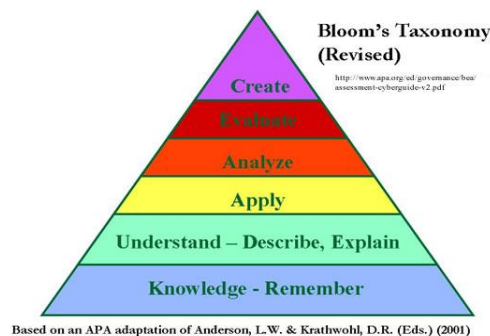 Bloom's Taxonomy
(Revised)
http://www.apa.org/ed/governance/bea/
assessment-cyberguide-v2.pdf
Create
Evaluate
Analyze
Apply
Understand – Describe, Explain
Knowledge - Remember
Based on an APA adaptation of Anderson, L.W. & Krathwohl, D.R. (Eds.) (2001)